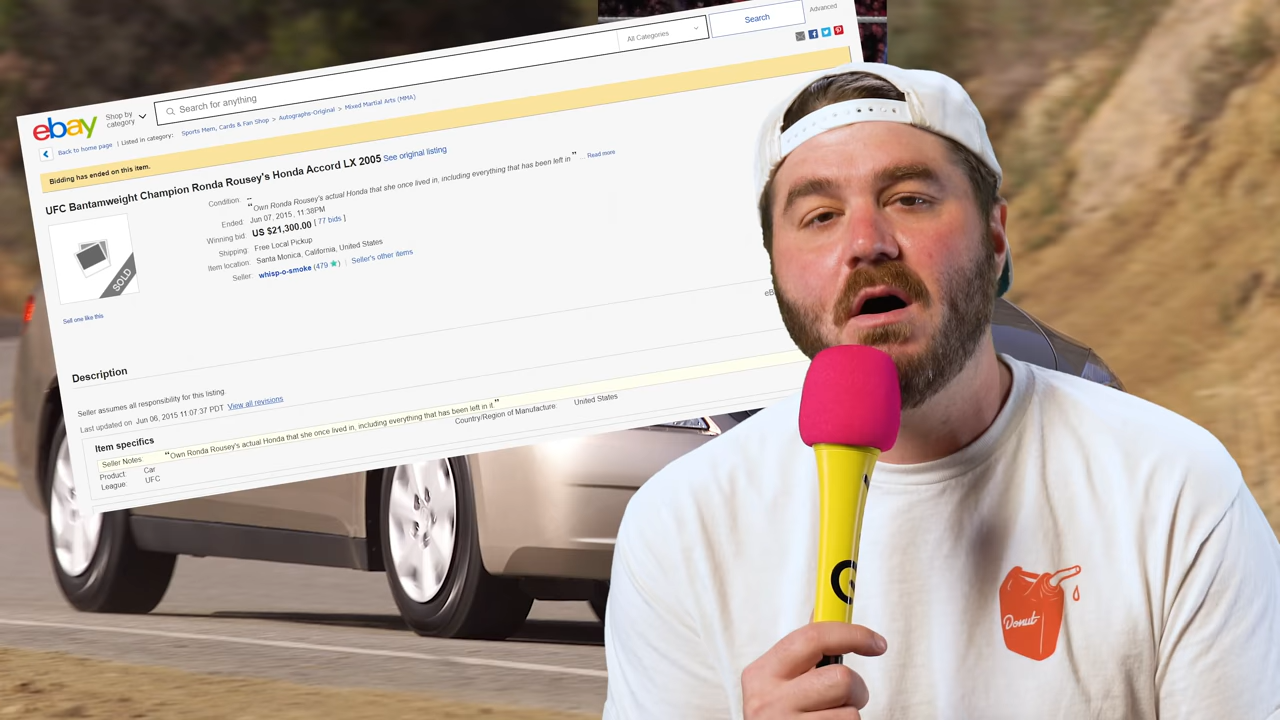 Advanced
Search
All Categories
Search for anything
ebay
Shop by
category
Back to home page | Listed in category: Sports Mem, Cards & Fan Shop > Autographs-Original > Mixed Martial Arts (MMA)
Bidding has ended on this item.
UFC Bantamweight Champion Ronda Rousey's Honda Accord LX 2005 See original listing
Condition: --
"Own Ronda Rousey's actual Honda that she once lived in, including everything that has been left in" ... Read more
Ended: Jun 07, 2015, 11:38PM
Winning bid: US $21,300.00 [ 77 bids ]
Shipping: Free Local Pickup
Item location: Santa Monica, California, United States
Seller: whisp-o-smoke (479 ) | Seller's other items
SOLD
Sell one like this
eB
Description
Seller assumes all responsibility for this listing.
Last updated on Jun 06, 2015 11:07:37 PDT View all revisions
Item specifics
Seller Notes: "Own Ronda Rousey's actual Honda that she once lived in, including everything that has been left in it."
Product: Car
Country/Region of Manufacture: United States
League: UFC
G
Donut